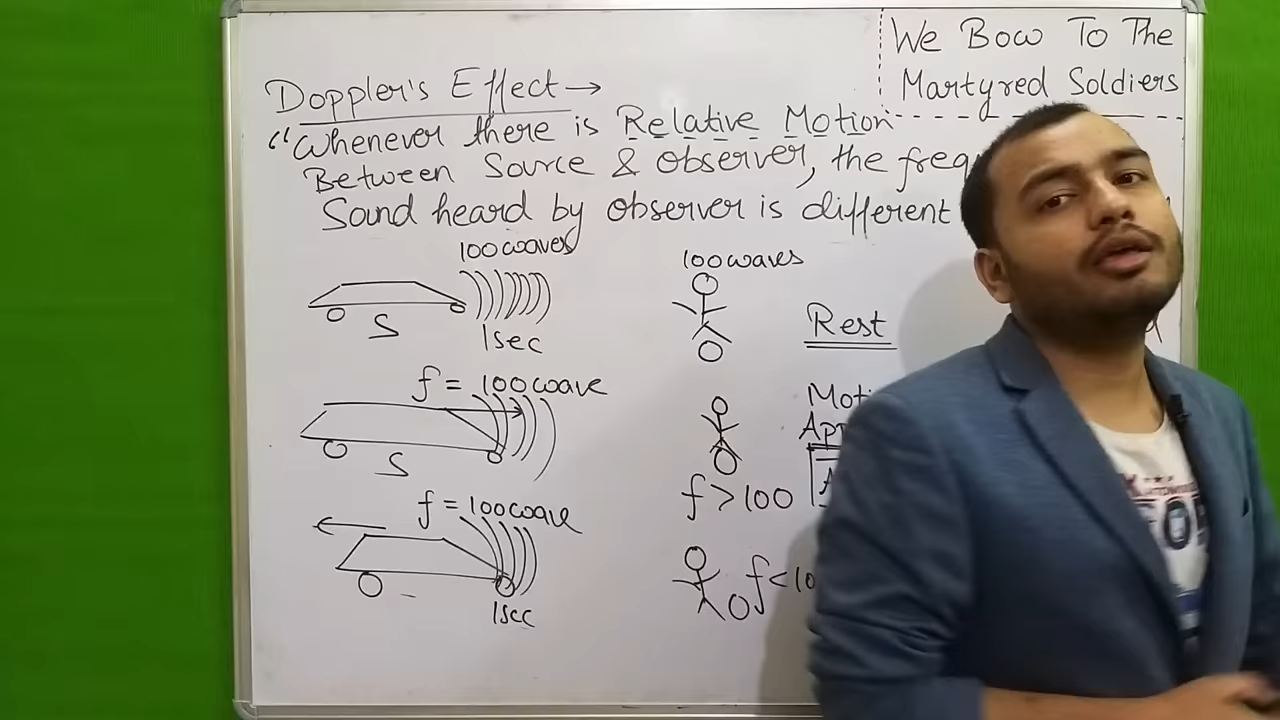 We Bow To The
Martyred Soldiers
Doppler's Effect →
"Whenever there is Relative Motion
Between Source & Observer, the
Sound heard by observer is different
100 waves
100 waves
S
1sec
Rest
f = 100 wave
S
f > 100
f = 100 wave
1sec
f <